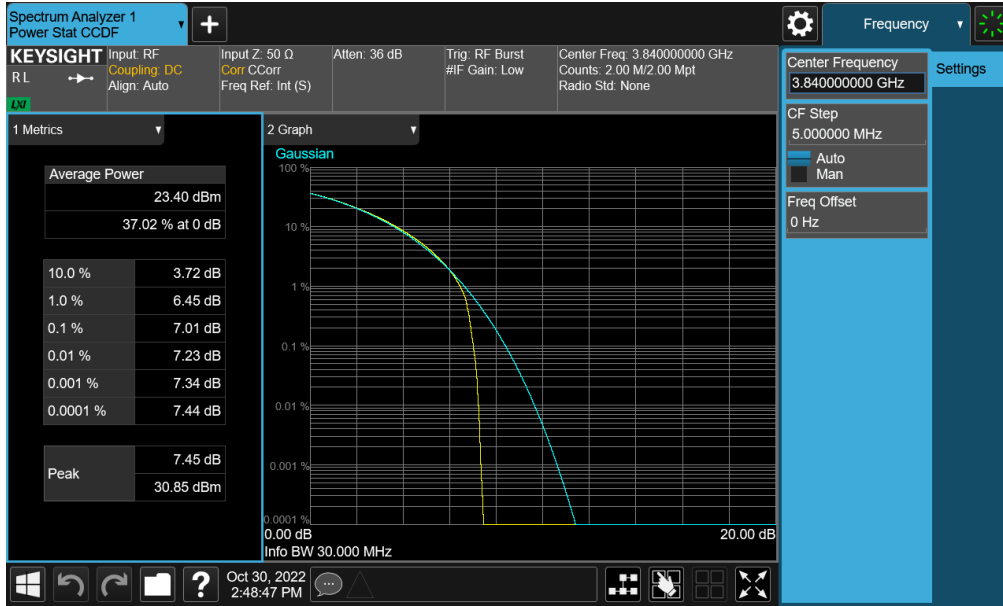 Spectrum Analyzer 1
Power Stat CCDF
Frequency
KEYSIGHT
RL
LXI
Input: RF
Coupling: DC
Align: Auto
Input Z: 50 Ω
Corr CCorr
Freq Ref: Int (S)
Atten: 36 dB
Trig: RF Burst
#IF Gain: Low
Center Freq: 3.840000000 GHz
Counts: 2.00 M/2.00 Mpt
Radio Std: None
Center Frequency
3.840000000 GHz
Settings
CF Step
5.000000 MHz
Auto
Man
Freq Offset
0 Hz
1 Metrics
Average Power
23.40 dBm
37.02 % at 0 dB
10.0 % 3.72 dB
1.0 % 6.45 dB
0.1 % 7.01 dB
0.01 % 7.23 dB
0.001 % 7.34 dB
0.0001 % 7.44 dB
Peak
7.45 dB
30.85 dBm
2 Graph
Gaussian
100 %
10 %
1 %
0.1 %
0.01 %
0.001 %
0.0001 %
0.00 dB 20.00 dB
Info BW 30.000 MHz
?
Oct 30, 2022
2:48:47 PM